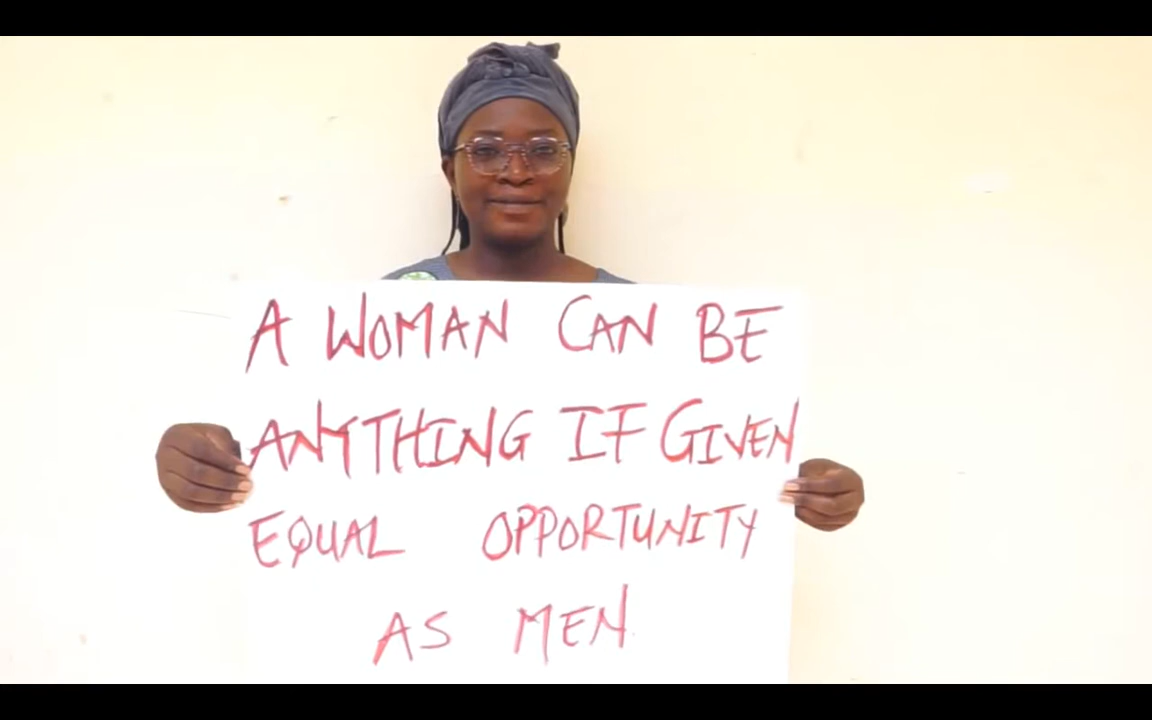 A WOMAN CAN BE
ANYTHING IF GIVEN
EQUAL OPPORTUNITY
AS MEN.